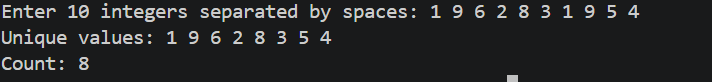 Enter 10 integers separated by spaces: 1 9 6 2 8 3 1 9 5 4
Unique values: 1 9 6 2 8 3 5 4
Count: 8